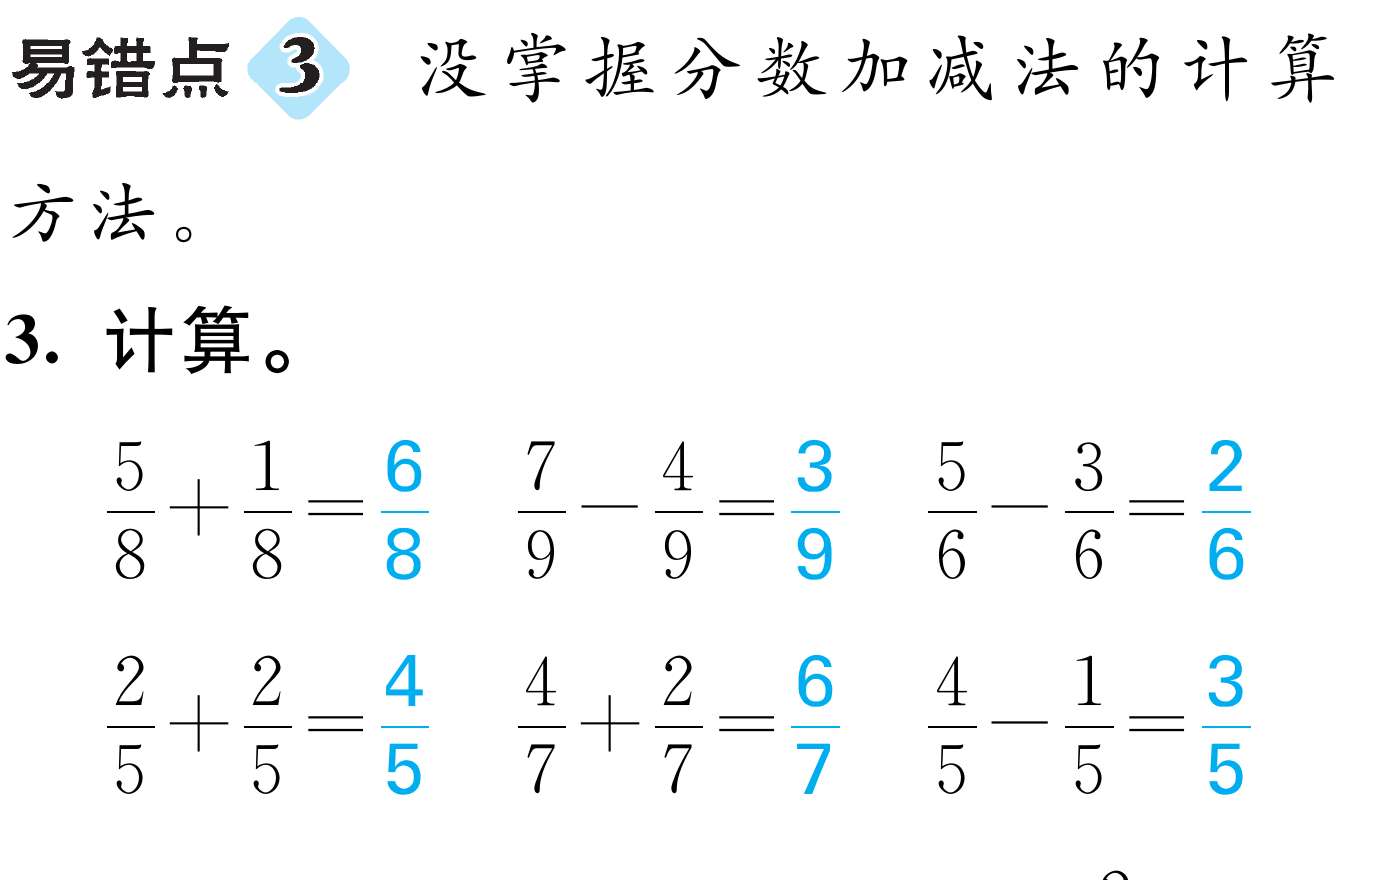 易错点 3 没掌握分数加减法的计算
方法。
3. 计算。
5/8 + 1/8 = 6/8 7/9 − 4/9 = 3/9 5/6 − 3/6 = 2/6
2/5 + 2/5 = 4/5 4/7 + 2/7 = 6/7 4/5 − 1/5 = 3/5